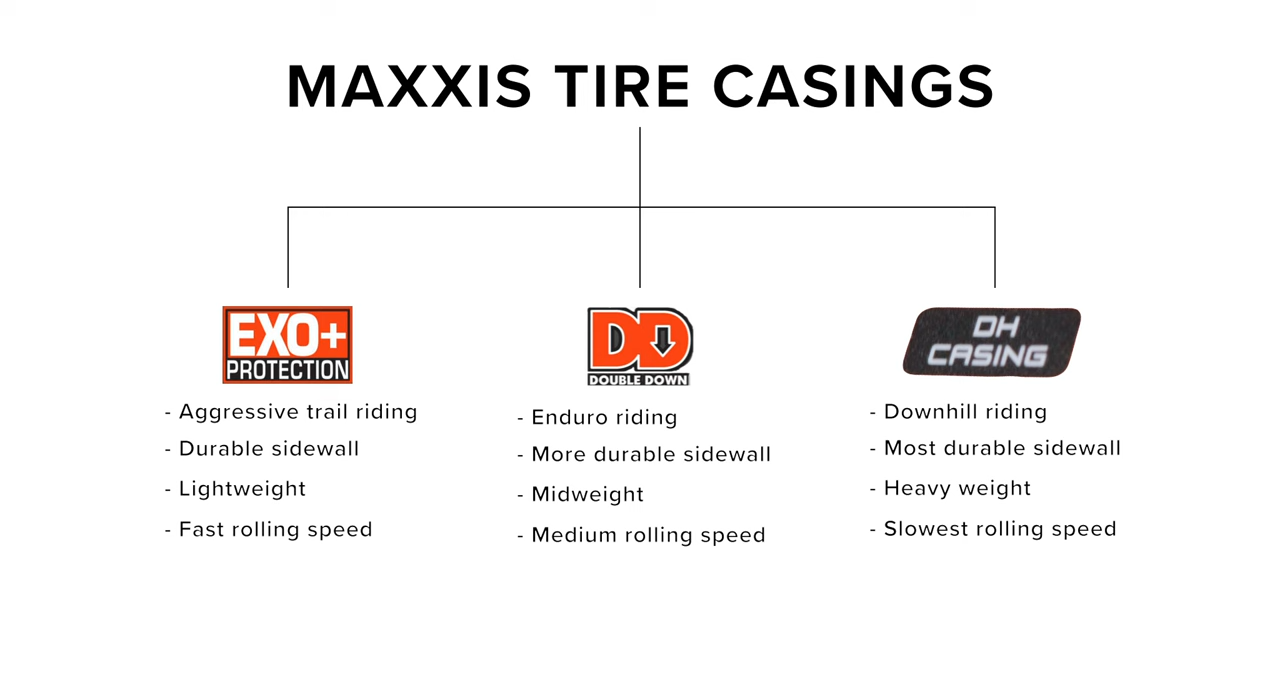 MAXXIS TIRE CASINGS
EXO+
PROTECTION
- Aggressive trail riding
- Durable sidewall
- Lightweight
- Fast rolling speed
DD
DOUBLE DOWN
- Enduro riding
- More durable sidewall
- Midweight
- Medium rolling speed
DH
CASING
- Downhill riding
- Most durable sidewall
- Heavy weight
- Slowest rolling speed